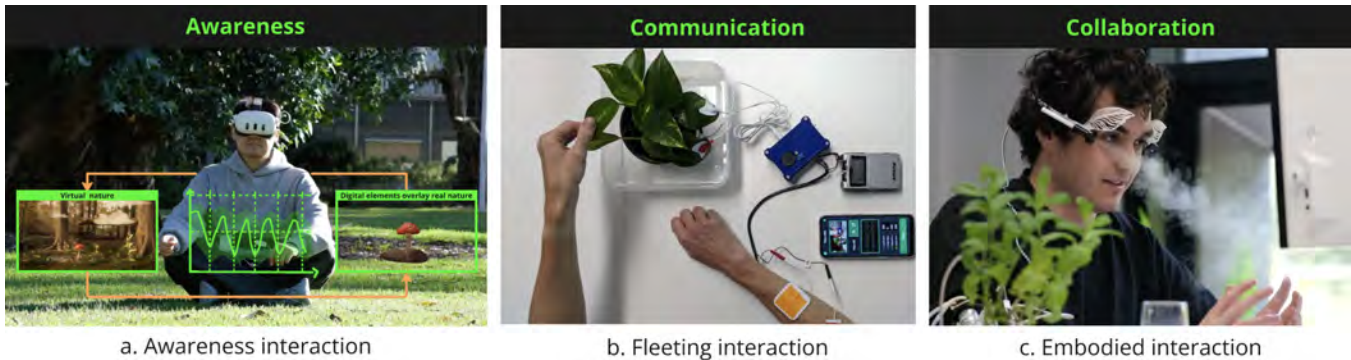 Awareness
Virtual nature
Digital elements overlay real nature
a. Awareness interaction
Communication
b. Fleeting interaction
Collaboration
c. Embodied interaction